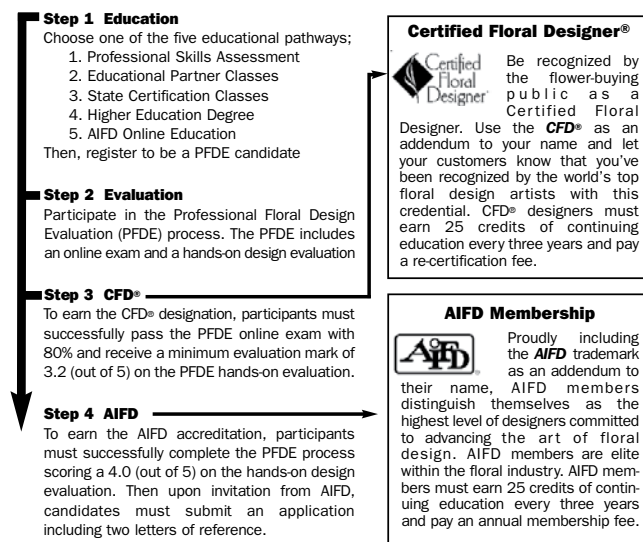 Step 1 Education
Choose one of the five educational pathways;
1. Professional Skills Assessment
2. Educational Partner Classes
3. State Certification Classes
4. Higher Education Degree
5. AIFD Online Education
Then, register to be a PFDE candidate
Step 2 Evaluation
Participate in the Professional Floral Design
Evaluation (PFDE) process. The PFDE includes
an online exam and a hands-on design evaluation
Step 3 CFD®
To earn the CFD® designation, participants must
successfully pass the PFDE online exam with
80% and receive a minimum evaluation mark of
3.2 (out of 5) on the PFDE hands-on evaluation.
Step 4 AIFD
To earn the AIFD accreditation, participants
must successfully complete the PFDE process
scoring a 4.0 (out of 5) on the hands-on design
evaluation. Then upon invitation from AIFD,
candidates must submit an application
including two letters of reference.
Certified Floral Designer®
Certified
Floral
Designer
Be recognized by
the flower-buying
public as a
Certified Floral
Designer. Use the CFD® as an
addendum to your name and let
your customers know that you've
been recognized by the world's top
floral design artists with this
credential. CFD® designers must
earn 25 credits of continuing
education every three years and pay
a re-certification fee.
AIFD Membership
AIFD
Proudly including
the AIFD trademark
as an addendum to
their name, AIFD members
distinguish themselves as the
highest level of designers committed
to advancing the art of floral
design. AIFD members are elite
within the floral industry. AIFD mem-
bers must earn 25 credits of contin-
uing education every three years
and pay an annual membership fee.